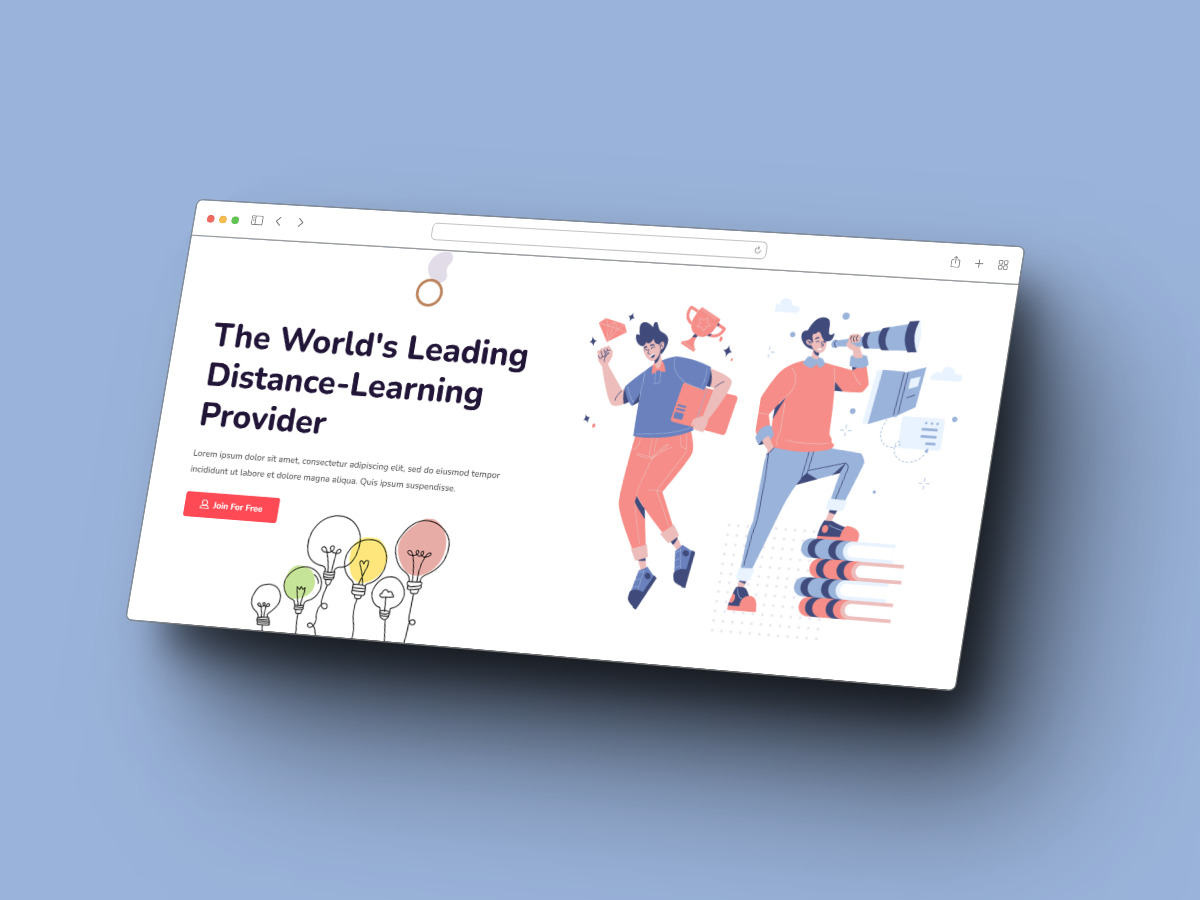 The World's Leading
Distance-Learning
Provider
Lorem ipsum dolor sit amet, consectetur adipiscing elit, sed do eiusmod tempor
incididunt ut labore et dolore magna aliqua. Quis ipsum suspendisse.
Join For Free